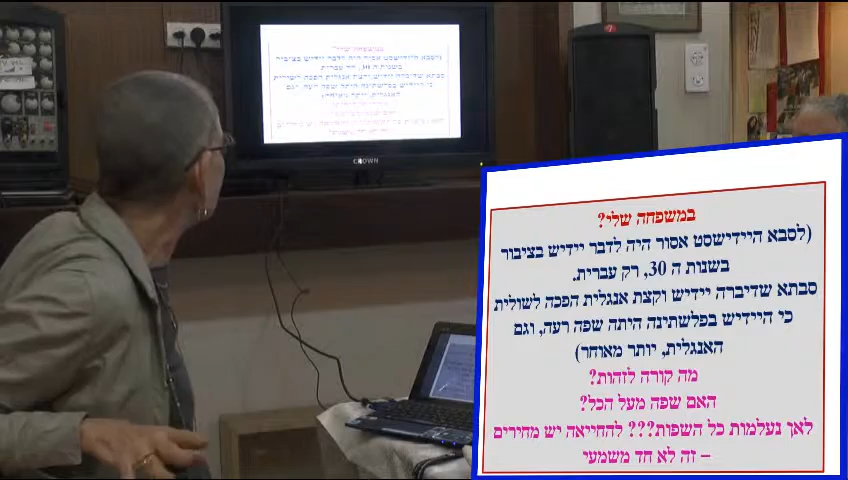 במשפחה שלי?
(לסבא היידישסט אסור היה לדבר יידיש בציבור
בשנות ה 30, רק עברית.
סבתא שדיברה יידיש וקצת אנגלית הפכה לשולית
כי היידיש בפלשתינה היתה שפה רעה, וגם
האנגלית, יותר מאוחר)
מה קורה לזהות?
האם שפה מעל הכל?
לאן נעלמות כל השפות??? להחייאה יש מחירים
– זה לא חד משמעי
CROWN